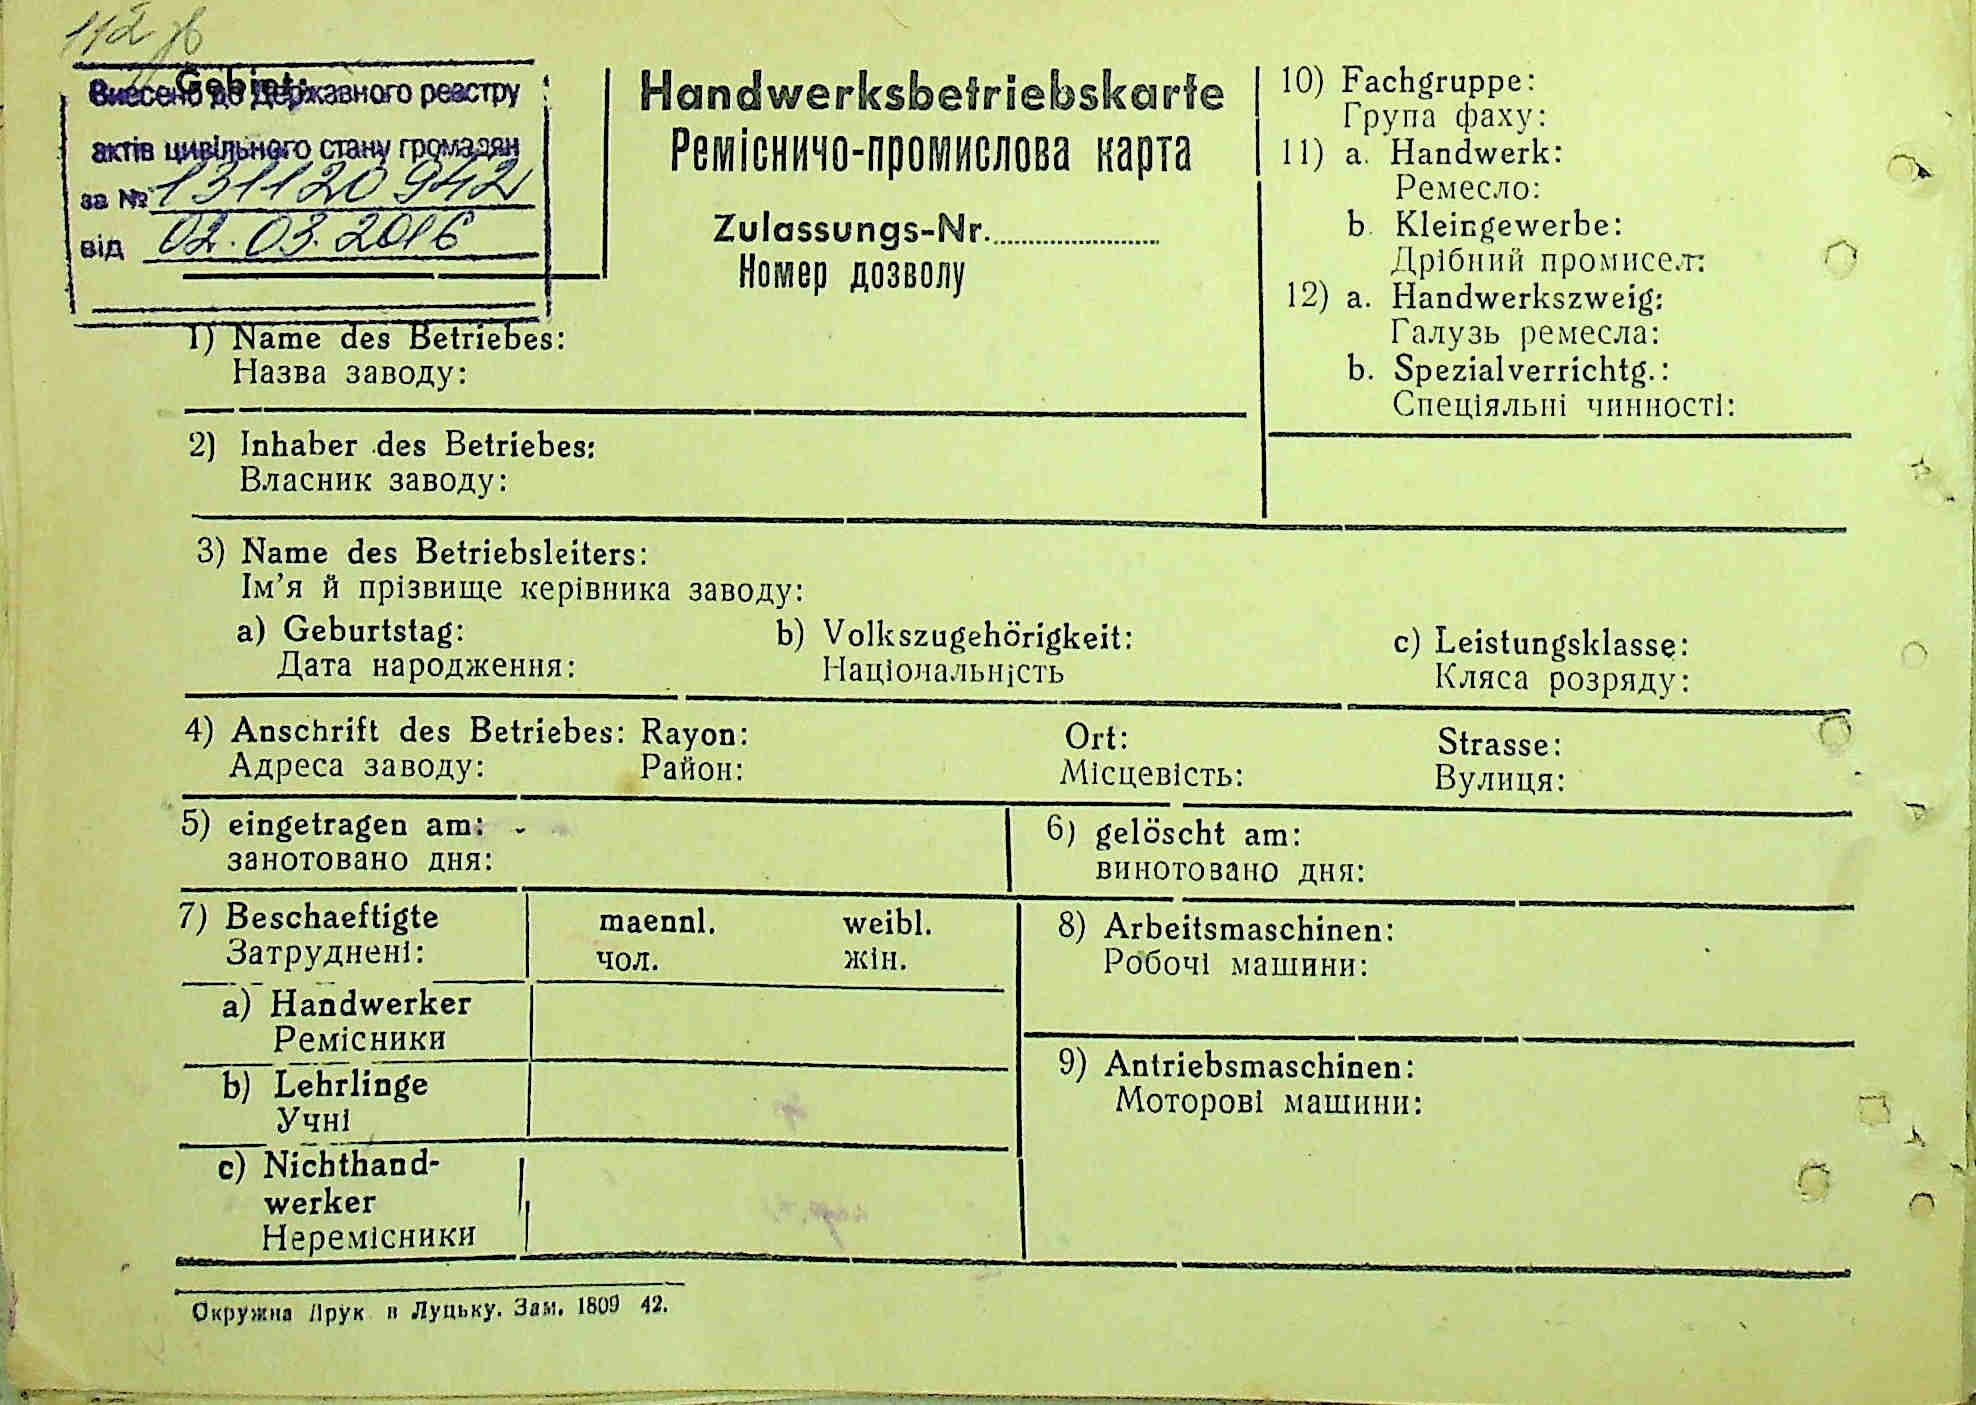 112 зв
Gebiet:
Внесено до Державного реєстру
актів цивільного стану громадян
за № 131120942
від 02.03.2016
Handwerksbetriebskarte
Ремісничо-промислова карта
Zulassungs-Nr.
Номер дозволу
1) Name des Betriebes:
Назва заводу:
2) Inhaber des Betriebes:
Власник заводу:
10) Fachgruppe:
Група фаху:
11) a. Handwerk:
Ремесло:
b. Kleingewerbe:
Дрібний промисел:
12) a. Handwerkszweig:
Галузь ремесла:
b. Spezialverrichtg.:
Спеціяльні чинності:
3) Name des Betriebsleiters:
Ім'я й прізвище керівника заводу:
a) Geburtstag: b) Volkszugehörigkeit: c) Leistungsklasse:
Дата народження: Національність Кляса розряду:
4) Anschrift des Betriebes: Rayon: Ort: Strasse:
Адреса заводу: Район: Місцевість: Вулиця:
5) eingetragen am: 6) gelöscht am:
занотовано дня: винотовано дня:
7) Beschaeftigte maennl. weibl.
Затруднені: чол. жін.
a) Handwerker
Ремісники
b) Lehrlinge
Учні
c) Nichthand-
werker
Неремісники
8) Arbeitsmaschinen:
Робочі машини:
9) Antriebsmaschinen:
Моторові машини:
Окружна Друк в Луцьку. Зам. 1809 42.